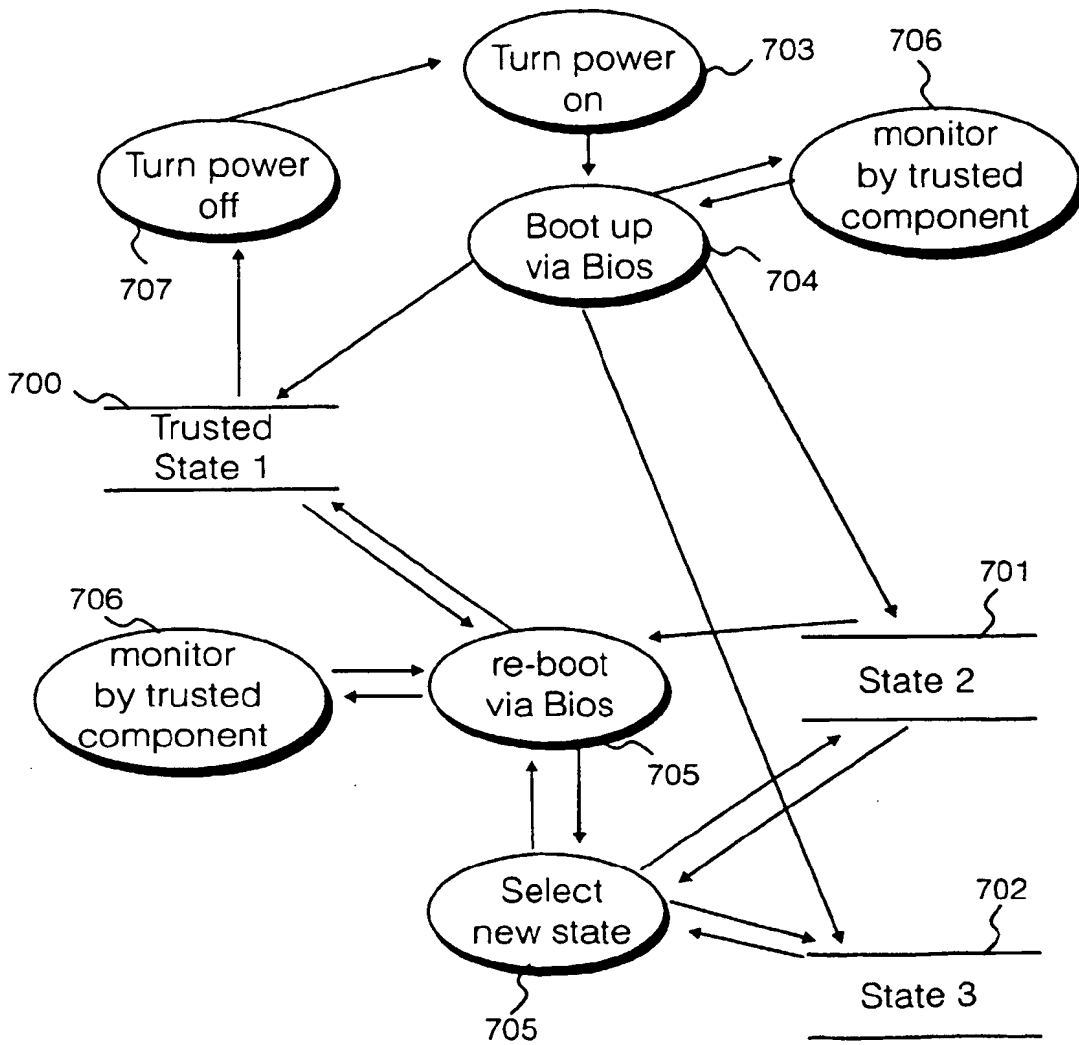 Turn power
on
703
706
monitor
by trusted
component
Turn power
off
707
Boot up
via Bios
704
700
Trusted
State 1
701
State 2
706
monitor
by trusted
component
re-boot
via Bios
705
Select
new state
705
702
State 3